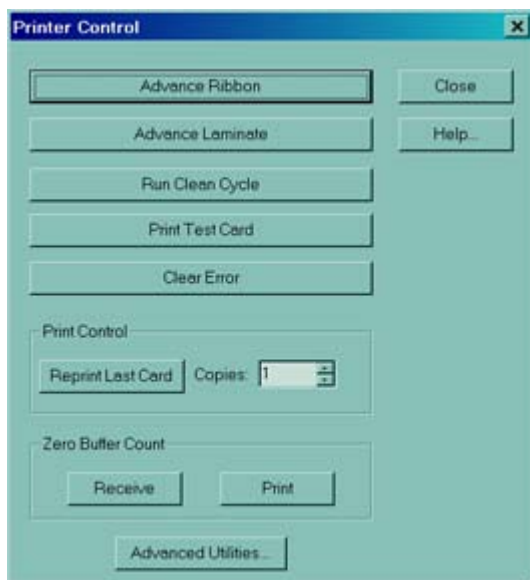 Printer Control
Advance Ribbon
Close
Advance Laminate
Help...
Run Clean Cycle
Print Test Card
Clear Error
Print Control
Reprint Last Card
Copies: 1
Zero Buffer Count
Receive
Print
Advanced Utilities...